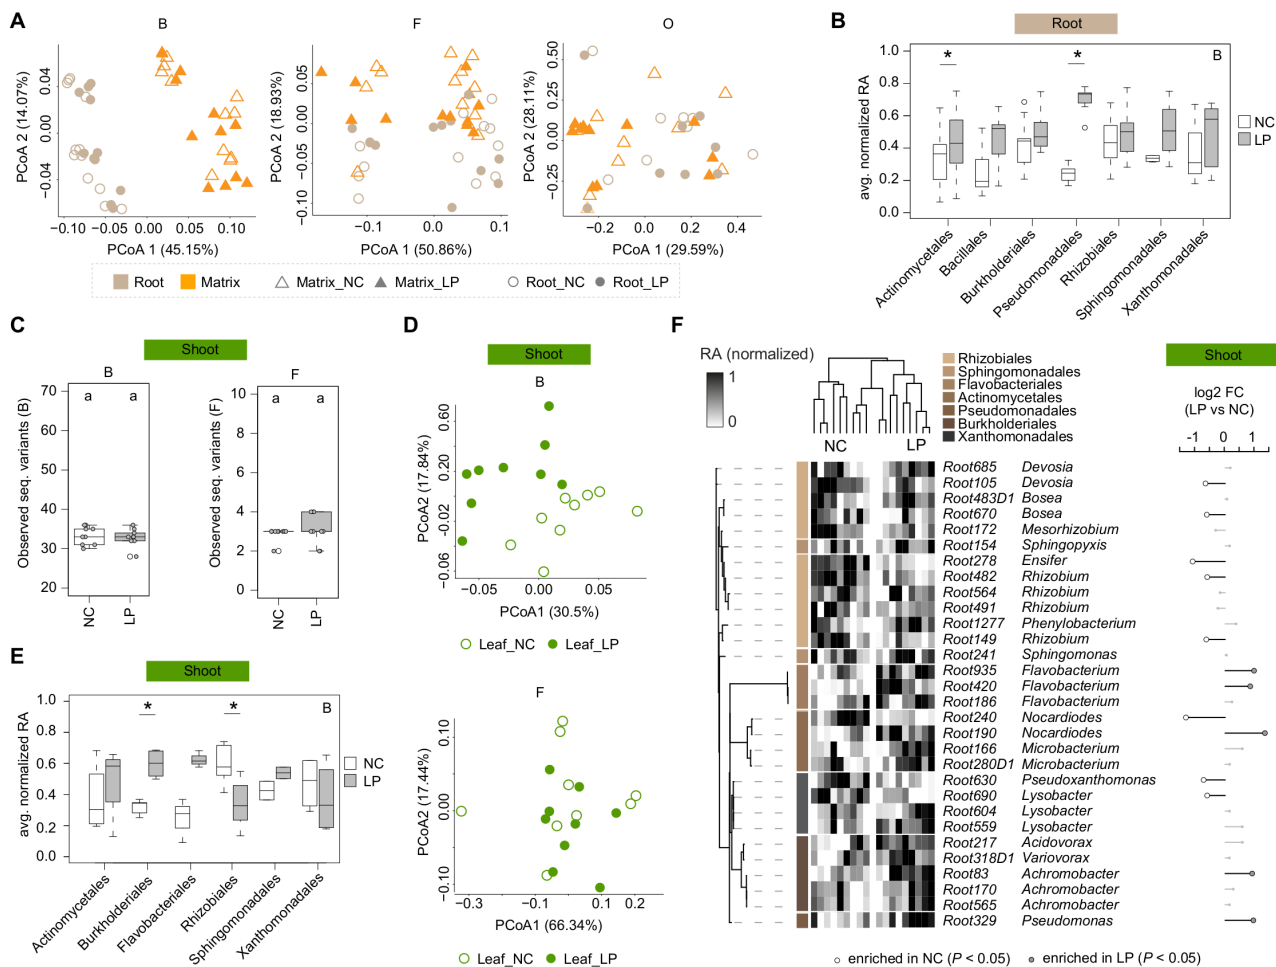 A
B
F
O
PCoA 2 (14.07%)
0.04
0.00
−0.04
−0.10
−0.05
0.00
0.05
0.10
PCoA 1 (45.15%)
PCoA 2 (18.93%)
0.05
0.00
−0.05
−0.10
−0.1
0.0
0.1
PCoA 1 (50.86%)
PCoA 2 (28.11%)
0.50
0.25
0.00
−0.25
−0.2
0.0
0.2
0.4
PCoA 1 (29.59%)
Root
Matrix
Matrix_NC
Matrix_LP
Root_NC
Root_LP
B
Root
avg. normalized RA
1.0
0.8
0.6
0.4
0.2
0.0
*
*
B
NC
LP
Actinomycetales
Bacillales
Burkholderiales
Pseudomonadales
Rhizobiales
Sphingomonadales
Xanthomonadales
C
Shoot
B
Observed seq. variants (B)
70
60
50
40
30
20
a
a
NC
LP
F
Observed seq. variants (F)
10
8
6
4
2
0
a
a
NC
LP
D
Shoot
B
PCoA2 (17.84%)
0.60
0.20
−0.02
−0.06
−0.05
0.00
0.05
PCoA1 (30.5%)
Leaf_NC
Leaf_LP
F
PCoA2 (17.44%)
0.10
0.00
−0.10
−0.3
−0.1
0.0
0.1
0.2
PCoA1 (66.34%)
Leaf_NC
Leaf_LP
E
Shoot
avg. normalized RA
1.0
0.8
0.6
0.4
0.2
0.0
*
*
B
NC
LP
Actinomycetales
Burkholderiales
Flavobacteriales
Rhizobiales
Sphingomonadales
Xanthomonadales
F
RA (normalized)
1
0
Rhizobiales
Sphingomonadales
Flavobacteriales
Actinomycetales
Pseudomonadales
Burkholderiales
Xanthomonadales
NC
LP
Shoot
log2 FC
(LP vs NC)
−1
0
1
Root685 Devosia
Root105 Devosia
Root483D1 Bosea
Root670 Bosea
Root172 Mesorhizobium
Root154 Sphingopyxis
Root278 Ensifer
Root482 Rhizobium
Root564 Rhizobium
Root491 Rhizobium
Root1277 Phenylobacterium
Root149 Rhizobium
Root241 Sphingomonas
Root935 Flavobacterium
Root420 Flavobacterium
Root186 Flavobacterium
Root240 Nocardiodes
Root190 Nocardiodes
Root166 Microbacterium
Root280D1 Microbacterium
Root630 Pseudoxanthomonas
Root690 Lysobacter
Root604 Lysobacter
Root559 Lysobacter
Root217 Acidovorax
Root318D1 Variovorax
Root83 Achromobacter
Root170 Achromobacter
Root565 Achromobacter
Root329 Pseudomonas
enriched in NC (P < 0.05)
enriched in LP (P < 0.05)